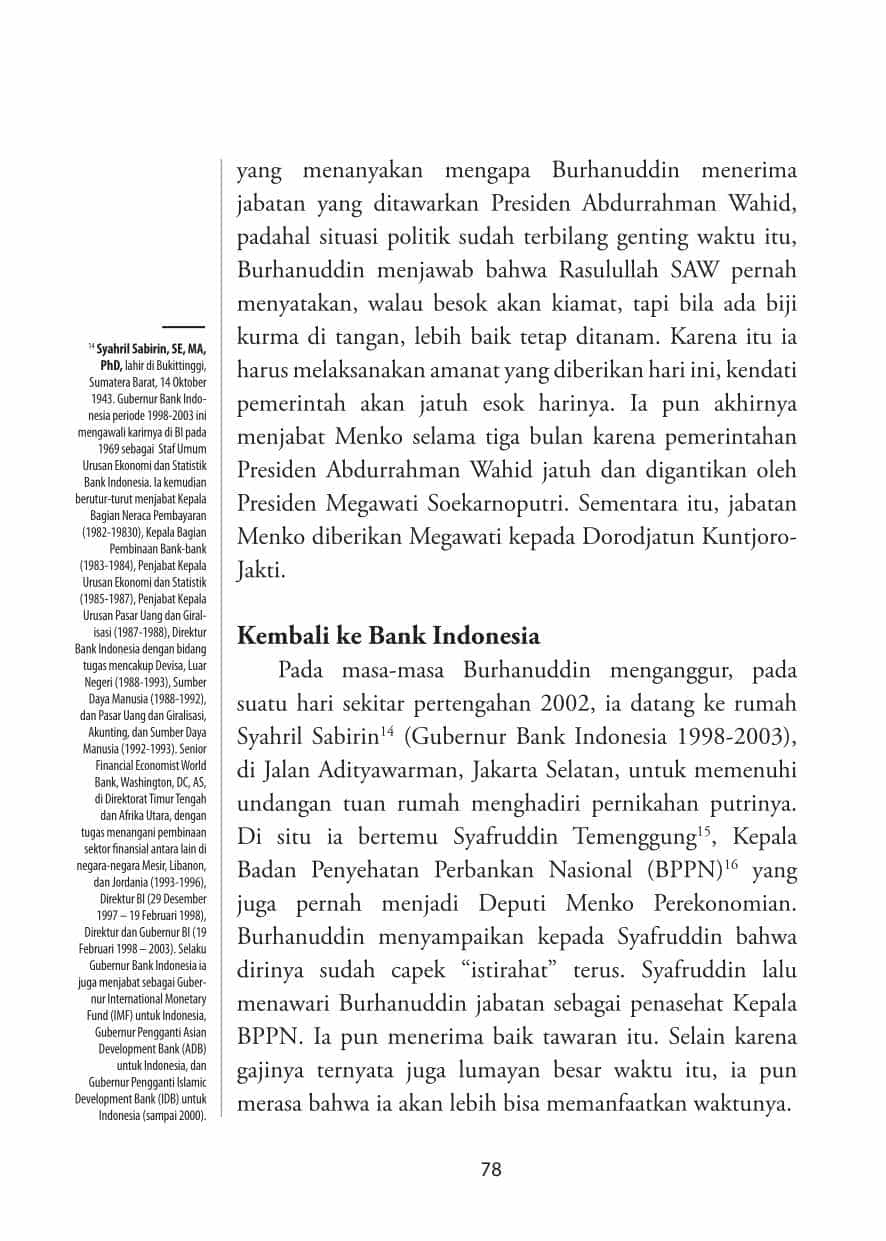 yang menanyakan mengapa Burhanuddin menerima
jabatan yang ditawarkan Presiden Abdurrahman Wahid,
padahal situasi politik sudah terbilang genting waktu itu,
Burhanuddin menjawab bahwa Rasulullah SAW pernah
menyatakan, walau besok akan kiamat, tapi bila ada biji
kurma di tangan, lebih baik tetap ditanam. Karena itu ia
harus melaksanakan amanat yang diberikan hari ini, kendati
pemerintah akan jatuh esok harinya. Ia pun akhirnya
menjabat Menko selama tiga bulan karena pemerintahan
Presiden Abdurrahman Wahid jatuh dan digantikan oleh
Presiden Megawati Soekarnoputri. Sementara itu, jabatan
Menko diberikan Megawati kepada Dorodjatun Kuntjoro-
Jakti.
Kembali ke Bank Indonesia
Pada masa-masa Burhanuddin menganggur, pada
suatu hari sekitar pertengahan 2002, ia datang ke rumah
Syahril Sabirin14 (Gubernur Bank Indonesia 1998-2003),
di Jalan Adityawarman, Jakarta Selatan, untuk memenuhi
undangan tuan rumah menghadiri pernikahan putrinya.
Di situ ia bertemu Syafruddin Temenggung15, Kepala
Badan Penyehatan Perbankan Nasional (BPPN)16 yang
juga pernah menjadi Deputi Menko Perekonomian.
Burhanuddin menyampaikan kepada Syafruddin bahwa
dirinya sudah capek “istirahat” terus. Syafruddin lalu
menawari Burhanuddin jabatan sebagai penasehat Kepala
BPPN. Ia pun menerima baik tawaran itu. Selain karena
gajinya ternyata juga lumayan besar waktu itu, ia pun
merasa bahwa ia akan lebih bisa memanfaatkan waktunya.
14 Syahril Sabirin, SE, MA,
PhD, lahir di Bukittinggi,
Sumatera Barat, 14 Oktober
1943. Gubernur Bank Indo-
nesia periode 1998-2003 ini
mengawali karirnya di BI pada
1969 sebagai Staf Umum
Urusan Ekonomi dan Statistik
Bank Indonesia. Ia kemudian
berutur-turut menjabat Kepala
Bagian Neraca Pembayaran
(1982-19830), Kepala Bagian
Pembinaan Bank-bank
(1983-1984), Penjabat Kepala
Urusan Ekonomi dan Statistik
(1985-1987), Penjabat Kepala
Urusan Pasar Uang dan Giral-
isasi (1987-1988), Direktur
Bank Indonesia dengan bidang
tugas mencakup Devisa, Luar
Negeri (1988-1993), Sumber
Daya Manusia (1988-1992),
dan Pasar Uang dan Giralisasi,
Akunting, dan Sumber Daya
Manusia (1992-1993). Senior
Financial Economist World
Bank, Washington, DC, AS,
di Direktorat Timur Tengah
dan Afrika Utara, dengan
tugas menangani pembinaan
sektor finansial antara lain di
negara-negara Mesir, Libanon,
dan Jordania (1993-1996),
Direktur BI (29 Desember
1997 – 19 Februari 1998),
Direktur dan Gubernur BI (19
Februari 1998 – 2003). Selaku
Gubernur Bank Indonesia ia
juga menjabat sebagai Guber-
nur International Monetary
Fund (IMF) untuk Indonesia,
Gubernur Pengganti Asian
Development Bank (ADB)
untuk Indonesia, dan
Gubernur Pengganti Islamic
Development Bank (IDB) untuk
Indonesia (sampai 2000).
78